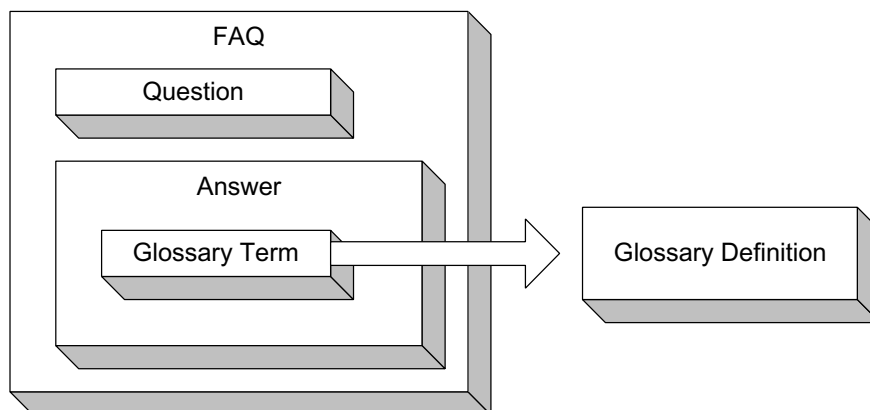 FAQ
Question
Answer
Glossary Term
Glossary Definition